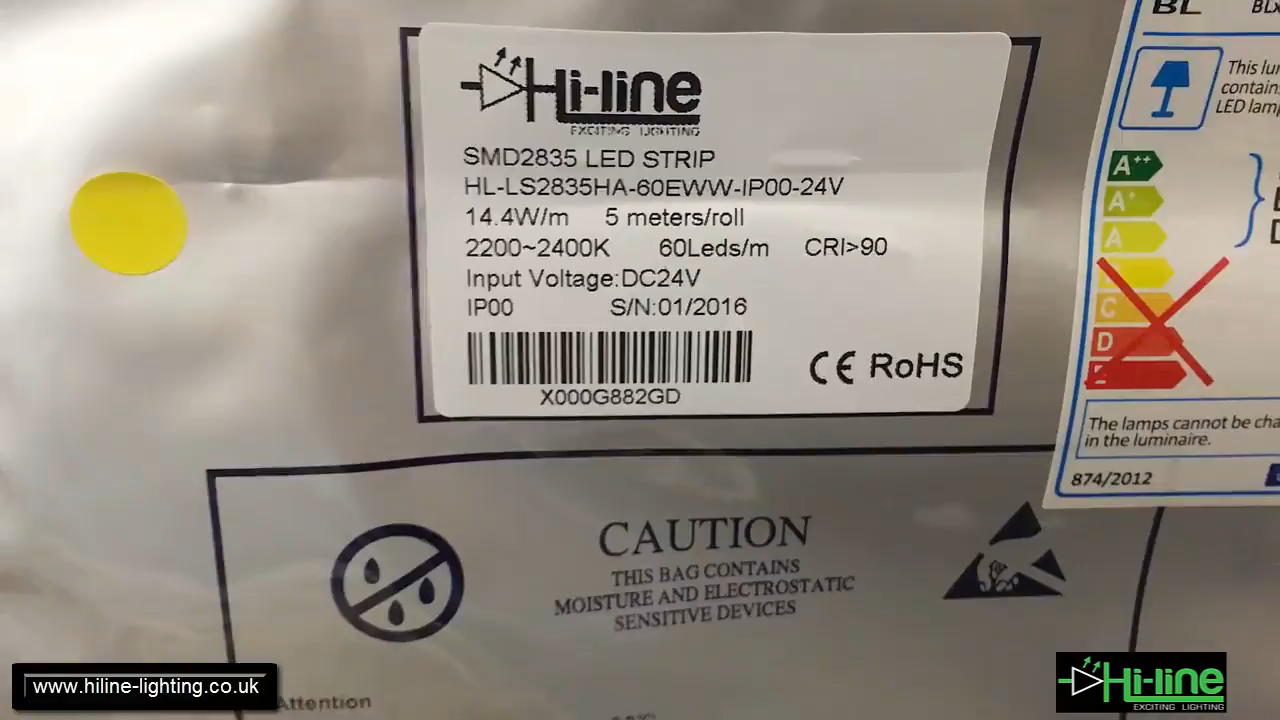 Hi-line
EXCITING LIGHTING
SMD2835 LED STRIP
HL-LS2835HA-60EWW-IP00-24V
14.4W/m 5 meters/roll
2200~2400K 60Leds/m CRI>90
Input Voltage:DC24V
IP00 S/N:01/2016
X000G882GD
CE RoHS
BL
This
contain
LED
A++
A+
A
C
D
The lamps cannot be
in the luminaire.
874/2012
CAUTION
THIS BAG CONTAINS
MOISTURE AND ELECTROSTATIC
SENSITIVE DEVICES
Attention
www.hiline-lighting.co.uk
Hi-line
EXCITING LIGHTING